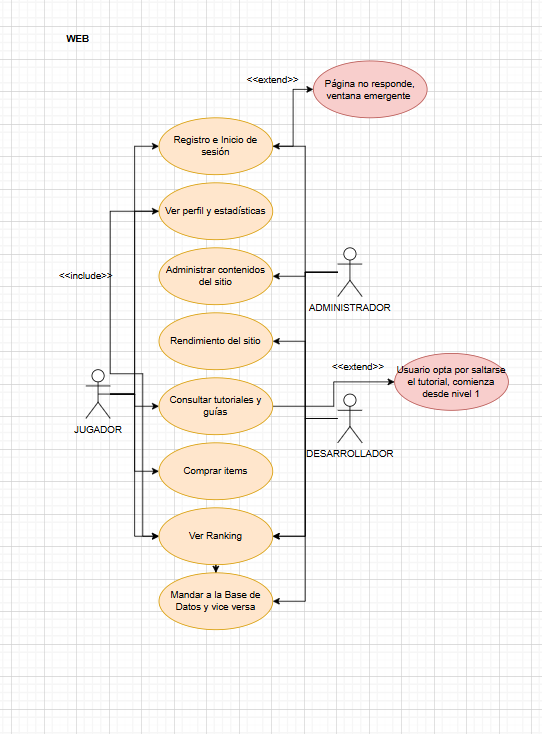 WEB
<<extend>>
Página no responde,
ventana emergente
Registro e Inicio de
sesión
Ver perfil y estadísticas
<<include>>
Administrar contenidos
del sitio
ADMINISTRADOR
Rendimiento del sitio
<<extend>>
Usuario opta por saltarse
el tutorial, comienza
desde nivel 1
Consultar tutoriales y
guías
JUGADOR
DESARROLLADOR
Comprar items
Ver Ranking
Mandar a la Base de
Datos y vice versa